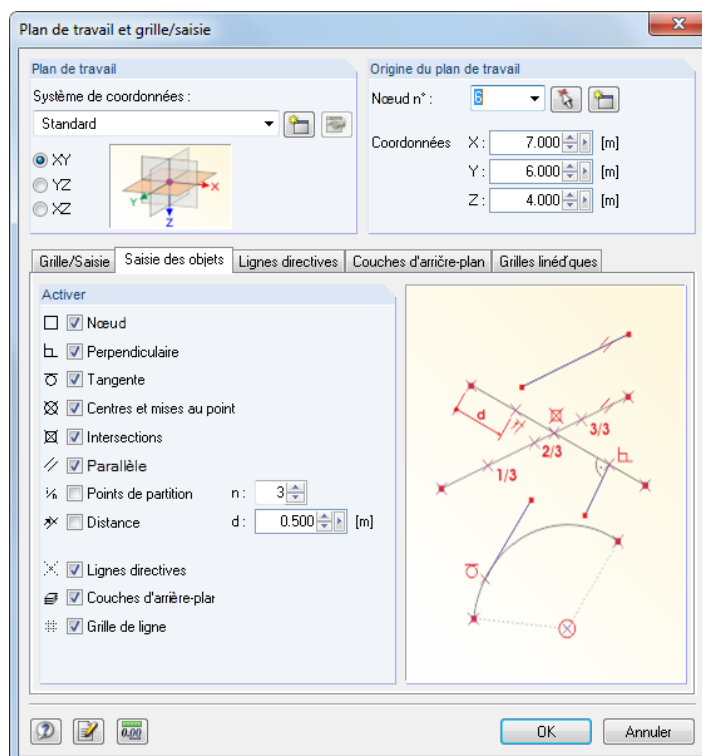 Plan de travail et grille/saisie
Plan de travail
Système de coordonnées :
Standard
XY
YZ
XZ
X
Y
Z
Origine du plan de travail
Nœud n° :
6
Coordonnées X : 7.000 [m]
Y : 6.000 [m]
Z : 4.000 [m]
Grille/Saisie
Saisie des objets
Lignes directives
Couches d'arričre-plan
Grilles linéd'ques
Activer
Nœud
Perpendiculaire
Tangente
Centres et mises au point
Intersections
Parallèle
Points de partition n : 3
Distance d : 0.500 [m]
Lignes directives
Couches d'arrière-plar
Grille de ligne
d
1/3
2/3
3/3
0.00
OK
Annuler